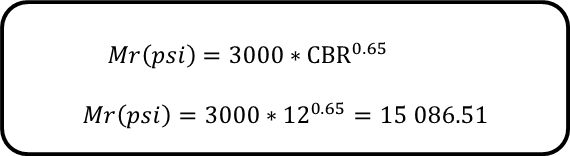 Mr(psi) = 3000 ∗ CBR^0.65
Mr(psi) = 3000 ∗ 12^0.65 = 15 086.51